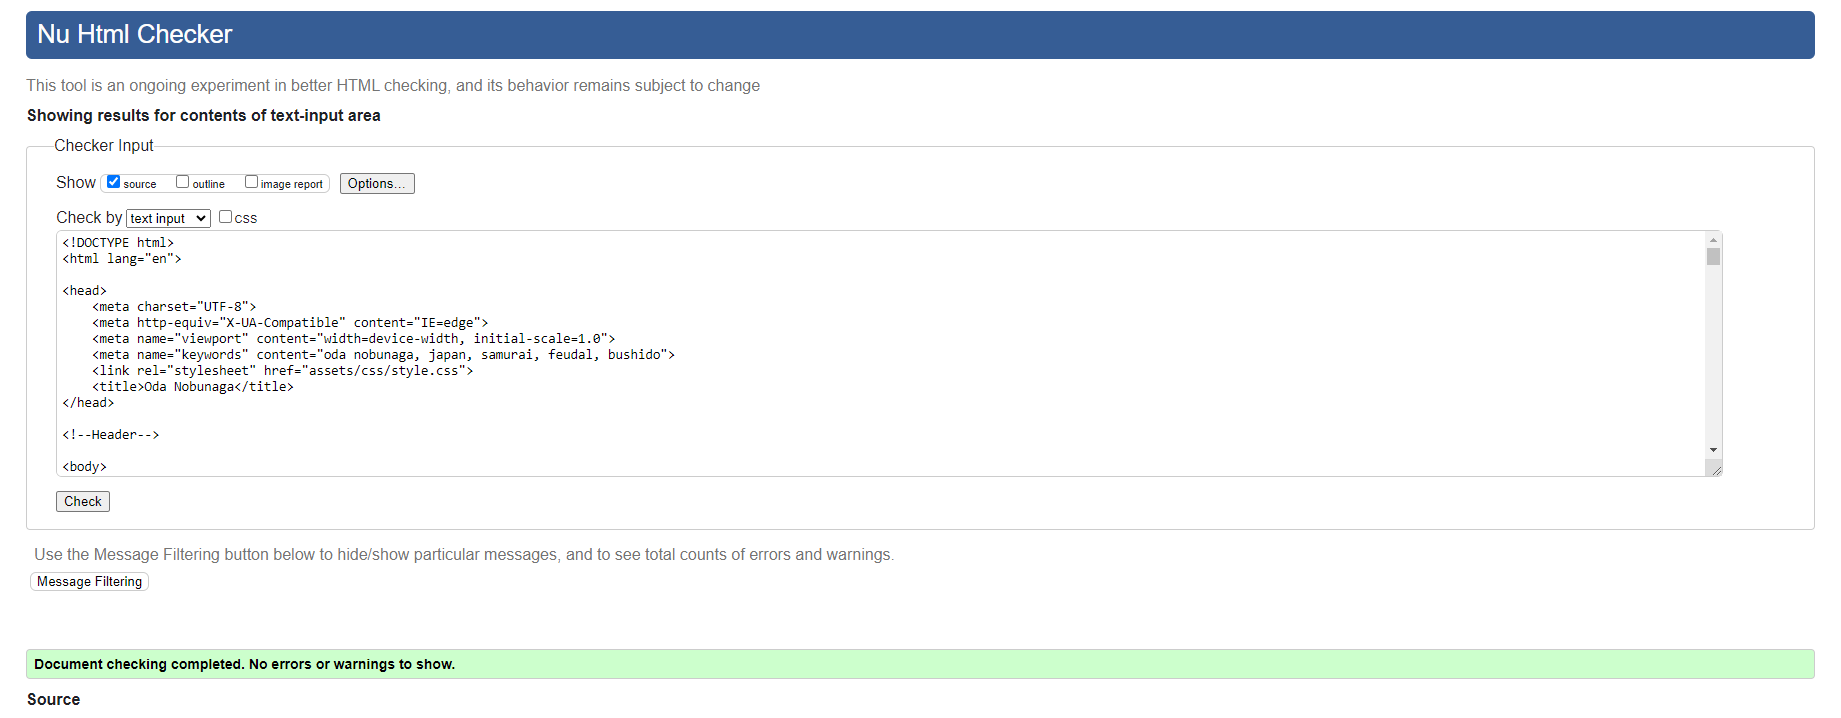 Nu Html Checker
This tool is an ongoing experiment in better HTML checking, and its behavior remains subject to change
Showing results for contents of text-input area
Checker Input
Show source outline image report Options...
Check by text input css
<!DOCTYPE html>
<html lang="en">
<head>
    <meta charset="UTF-8">
    <meta http-equiv="X-UA-Compatible" content="IE=edge">
    <meta name="viewport" content="width=device-width, initial-scale=1.0">
    <meta name="keywords" content="oda nobunaga, japan, samurai, feudal, bushido">
    <link rel="stylesheet" href="assets/css/style.css">
    <title>Oda Nobunaga</title>
</head>
<!--Header-->
<body>
Check
Use the Message Filtering button below to hide/show particular messages, and to see total counts of errors and warnings.
Message Filtering
Document checking completed. No errors or warnings to show.
Source